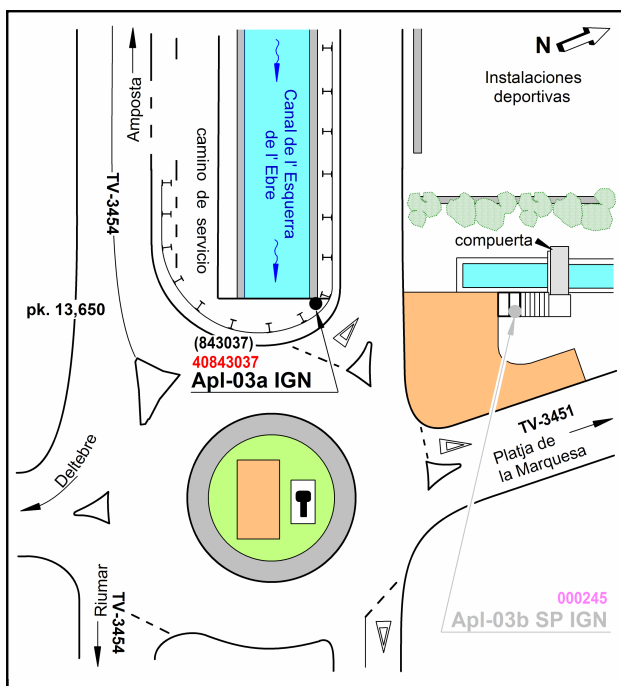 N
Instalaciones
deportivas
Amposta
TV-3454
camino de servicio
Canal de l' Esquerra
de l' Ebre
compuerta
pk. 13,650
(843037)
40843037
Apl-03a IGN
TV-3451
Platja de
la Marquesa
Deltebre
Riumar
TV-3454
000245
Apl-03b SP IGN